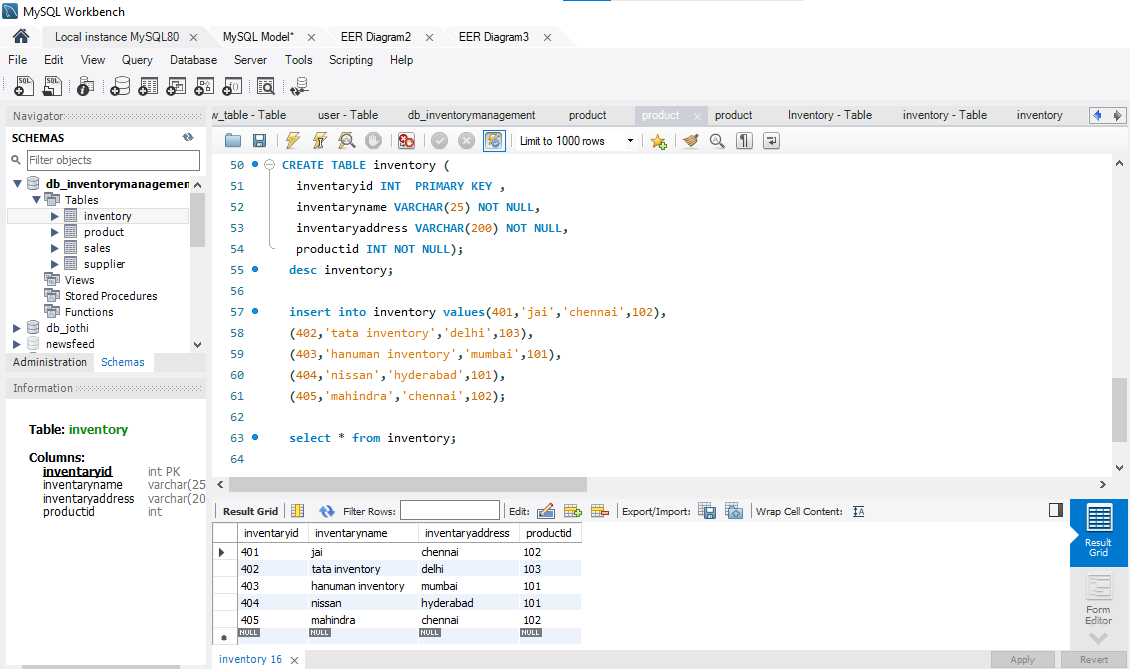 MySQL Workbench
Local instance MySQL80 MySQL Model* EER Diagram2 EER Diagram3
File Edit View Query Database Server Tools Scripting Help
Navigator
SCHEMAS
Filter objects
db_inventorymanagemen
Tables
inventory
product
sales
supplier
Views
Stored Procedures
Functions
db_jothi
newsfeed
Administration Schemas
Information
Table: inventory
Columns:
inventaryid int PK
inventaryname varchar(25
inventaryaddress varchar(20
productid int
w_table - Table user - Table db_inventorymanagement product product product Inventory - Table inventory - Table inventory
Limit to 1000 rows
50 CREATE TABLE inventory (
51 inventaryid INT  PRIMARY KEY ,
52 inventaryname VARCHAR(25) NOT NULL,
53 inventaryaddress VARCHAR(200) NOT NULL,
54 productid INT NOT NULL);
55 desc inventory;
56
57 insert into inventory values(401,'jai','chennai',102),
58 (402,'tata inventory','delhi',103),
59 (403,'hanuman inventory','mumbai',101),
60 (404,'nissan','hyderabad',101),
61 (405,'mahindra','chennai',102);
62
63 select * from inventory;
64
Result Grid Filter Rows: Edit: Export/Import: Wrap Cell Content: IA
inventaryid inventaryname inventaryaddress productid
401 jai chennai 102
402 tata inventory delhi 103
403 hanuman inventory mumbai 101
404 nissan hyderabad 101
405 mahindra chennai 102
NULL NULL NULL NULL
Result
Grid
Form
Editor
inventory 16
Apply Revert